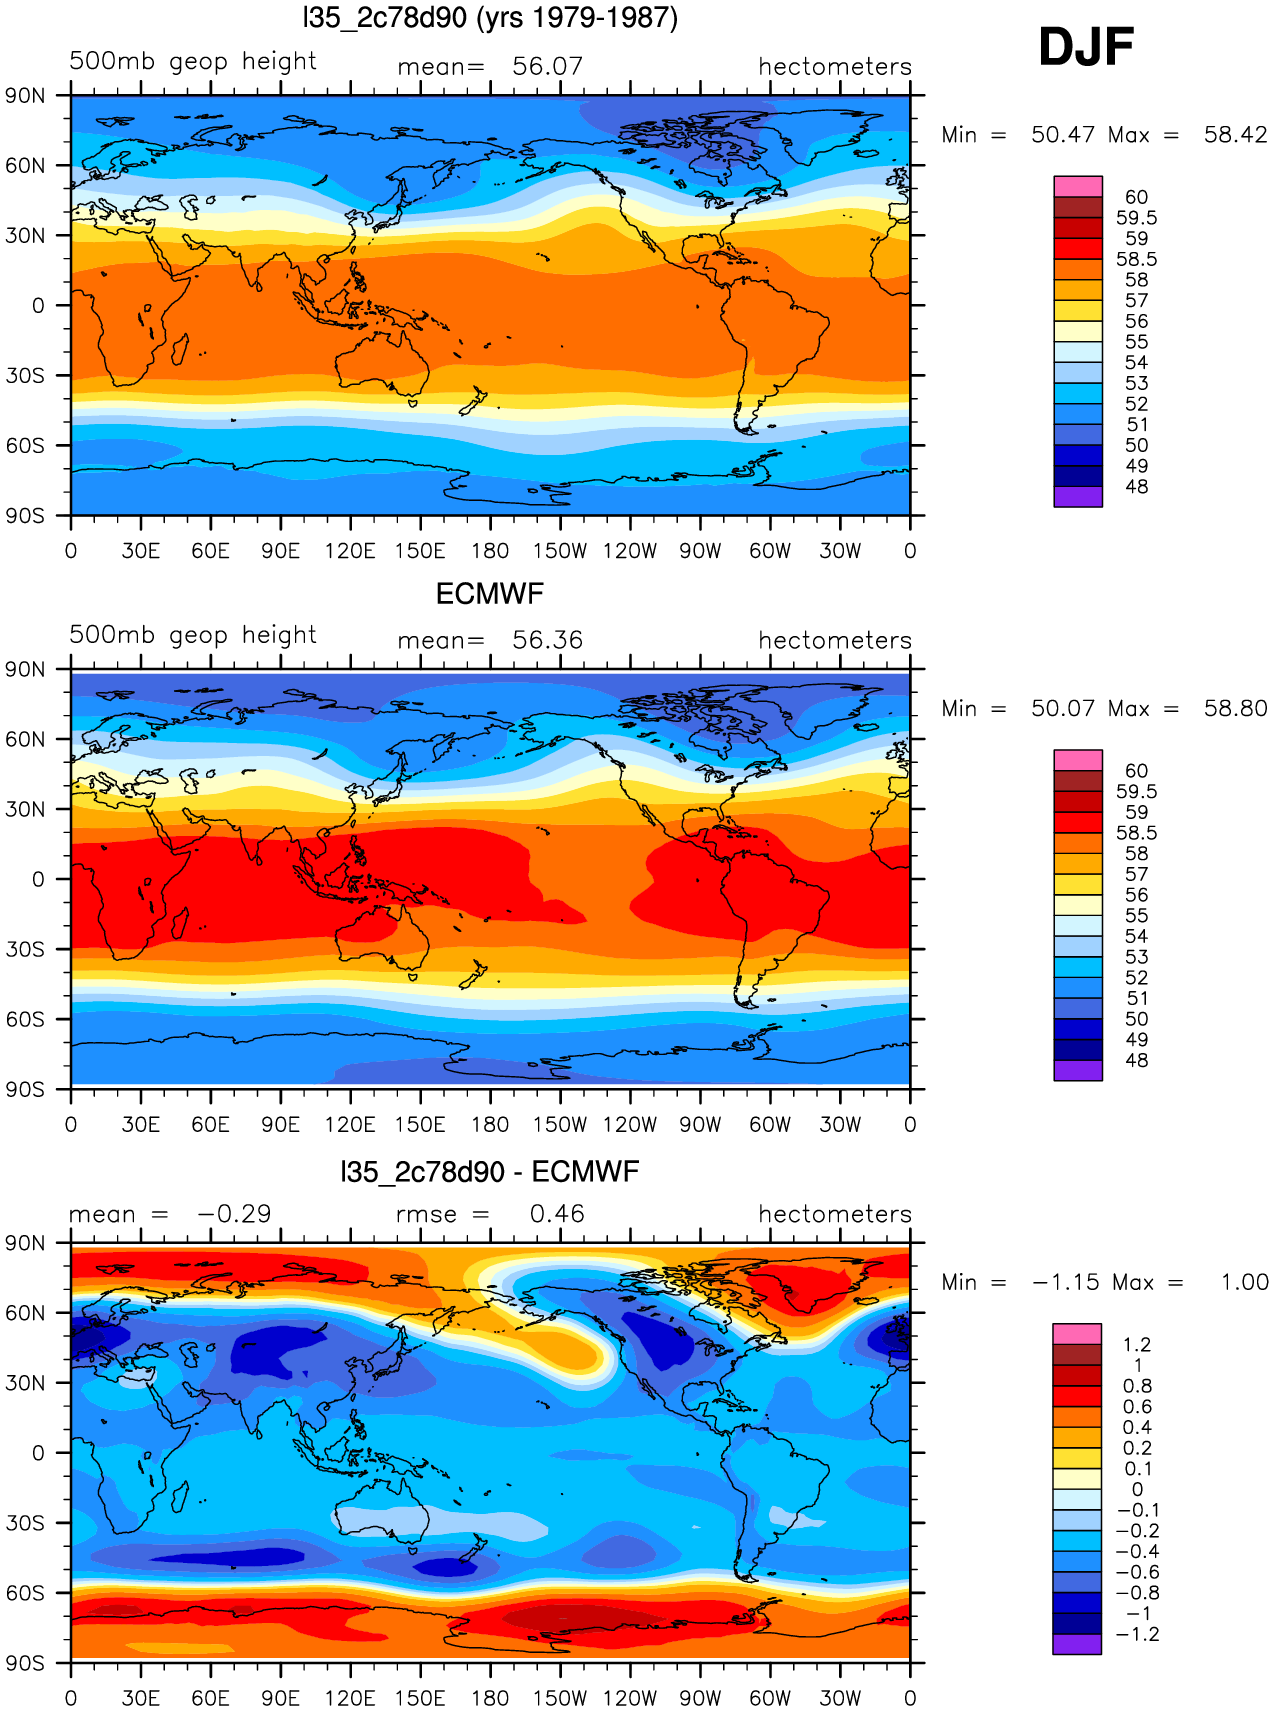 l35_2c78d90 (yrs 1979-1987)
DJF
500mb geop height mean= 56.07 hectometers
Min = 50.47 Max = 58.42
90N
60N
30N
0
30S
60S
90S
0 30E 60E 90E 120E 150E 180 150W 120W 90W 60W 30W 0
60
59.5
59
58.5
58
57
56
55
54
53
52
51
50
49
48
ECMWF
500mb geop height mean= 56.36 hectometers
Min = 50.07 Max = 58.80
90N
60N
30N
0
30S
60S
90S
0 30E 60E 90E 120E 150E 180 150W 120W 90W 60W 30W 0
60
59.5
59
58.5
58
57
56
55
54
53
52
51
50
49
48
l35_2c78d90 - ECMWF
mean = −0.29 rmse = 0.46 hectometers
Min = −1.15 Max = 1.00
90N
60N
30N
0
30S
60S
90S
0 30E 60E 90E 120E 150E 180 150W 120W 90W 60W 30W 0
1.2
1
0.8
0.6
0.4
0.2
0.1
0
−0.1
−0.2
−0.4
−0.6
−0.8
−1
−1.2